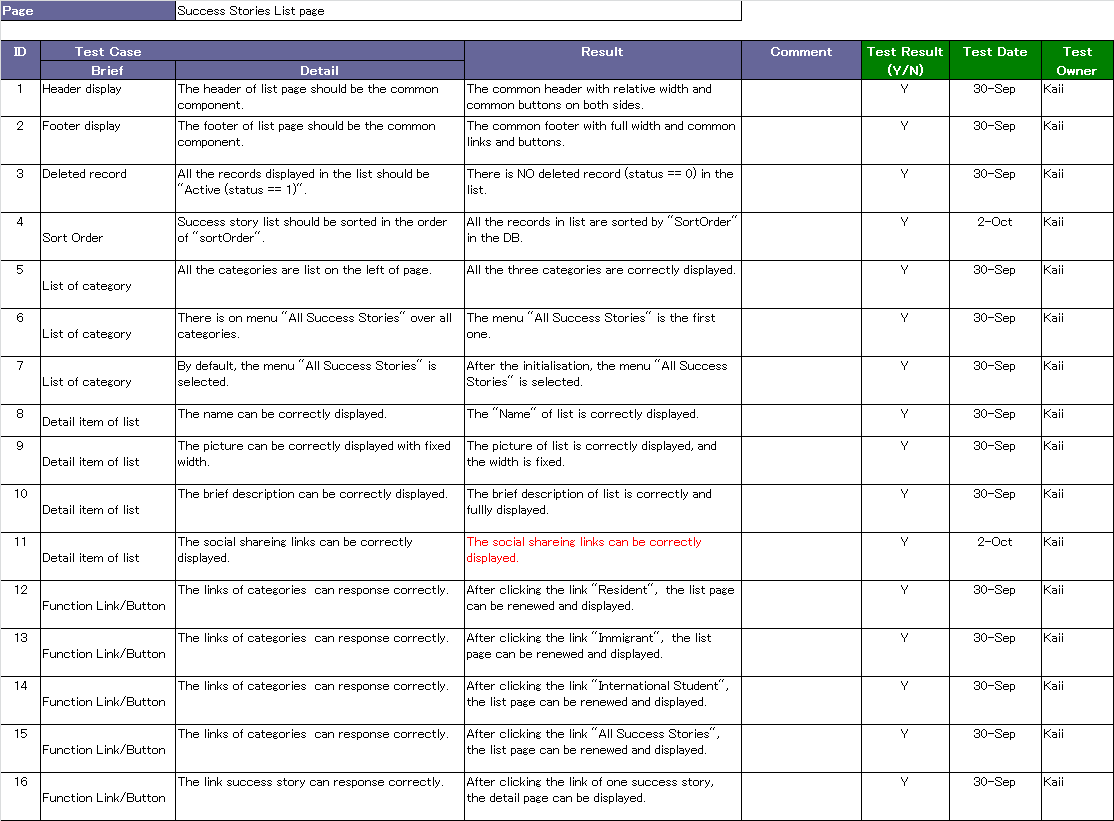 Page Success Stories List page
ID Test Case Result Comment Test Result (Y/N) Test Date Test Owner
Brief Detail
1 Header display The header of list page should be the common component. The common header with relative width and common buttons on both sides. Y 30-Sep Kaii
2 Footer display The footer of list page should be the common component. The common footer with full width and common links and buttons. Y 30-Sep Kaii
3 Deleted record All the records displayed in the list should be "Active (status == 1)". There is NO deleted record (status == 0) in the list. Y 30-Sep Kaii
4 Sort Order Success story list should be sorted in the order of "sortOrder". All the records in list are sorted by "SortOrder" in the DB. Y 2-Oct Kaii
5 List of category All the categories are list on the left of page. All the three categories are correctly displayed. Y 30-Sep Kaii
6 List of category There is on menu "All Success Stories" over all categories. The menu "All Success Stories" is the first one. Y 30-Sep Kaii
7 List of category By default, the menu "All Success Stories" is selected. After the initialisation, the menu "All Success Stories" is selected. Y 30-Sep Kaii
8 Detail item of list The name can be correctly displayed. The "Name" of list is correctly displayed. Y 30-Sep Kaii
9 Detail item of list The picture can be correctly displayed with fixed width. The picture of list is correctly displayed, and the width is fixed. Y 30-Sep Kaii
10 Detail item of list The brief description can be correctly displayed. The brief description of list is correctly and fullly displayed. Y 30-Sep Kaii
11 Detail item of list The social shareing links can be correctly displayed. The social shareing links can be correctly displayed. Y 2-Oct Kaii
12 Function Link/Button The links of categories can response correctly. After clicking the link "Resident", the list page can be renewed and displayed. Y 30-Sep Kaii
13 Function Link/Button The links of categories can response correctly. After clicking the link "Immigrant", the list page can be renewed and displayed. Y 30-Sep Kaii
14 Function Link/Button The links of categories can response correctly. After clicking the link "International Student", the list page can be renewed and displayed. Y 30-Sep Kaii
15 Function Link/Button The links of categories can response correctly. After clicking the link "All Success Stories", the list page can be renewed and displayed. Y 30-Sep Kaii
16 Function Link/Button The link success story can response correctly. After clicking the link of one success story, the detail page can be displayed. Y 30-Sep Kaii